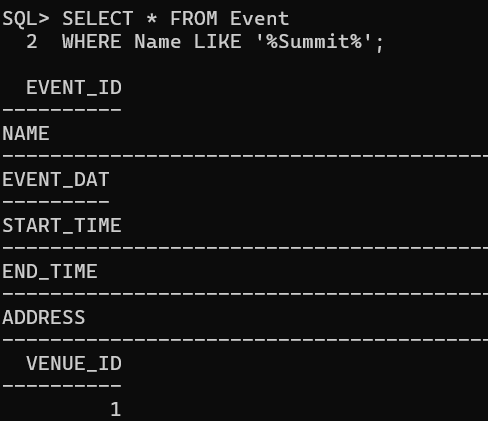 SQL> SELECT * FROM Event
  2  WHERE Name LIKE '%Summit%';
  EVENT_ID
----------
NAME
----------------------------------------
EVENT_DAT
---------
START_TIME
----------------------------------------
END_TIME
----------------------------------------
ADDRESS
----------------------------------------
  VENUE_ID
----------
         1